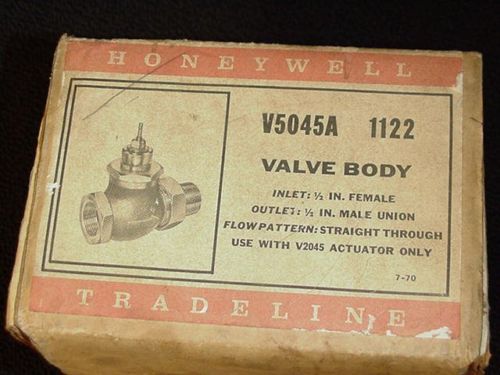 HONEYWELL
V5045A 1122
VALVE BODY
INLET: ½ IN. FEMALE
OUTLET: ½ IN. MALE UNION
FLOW PATTERN: STRAIGHT THROUGH
USE WITH V2045 ACTUATOR ONLY
7-70
TRADELINE